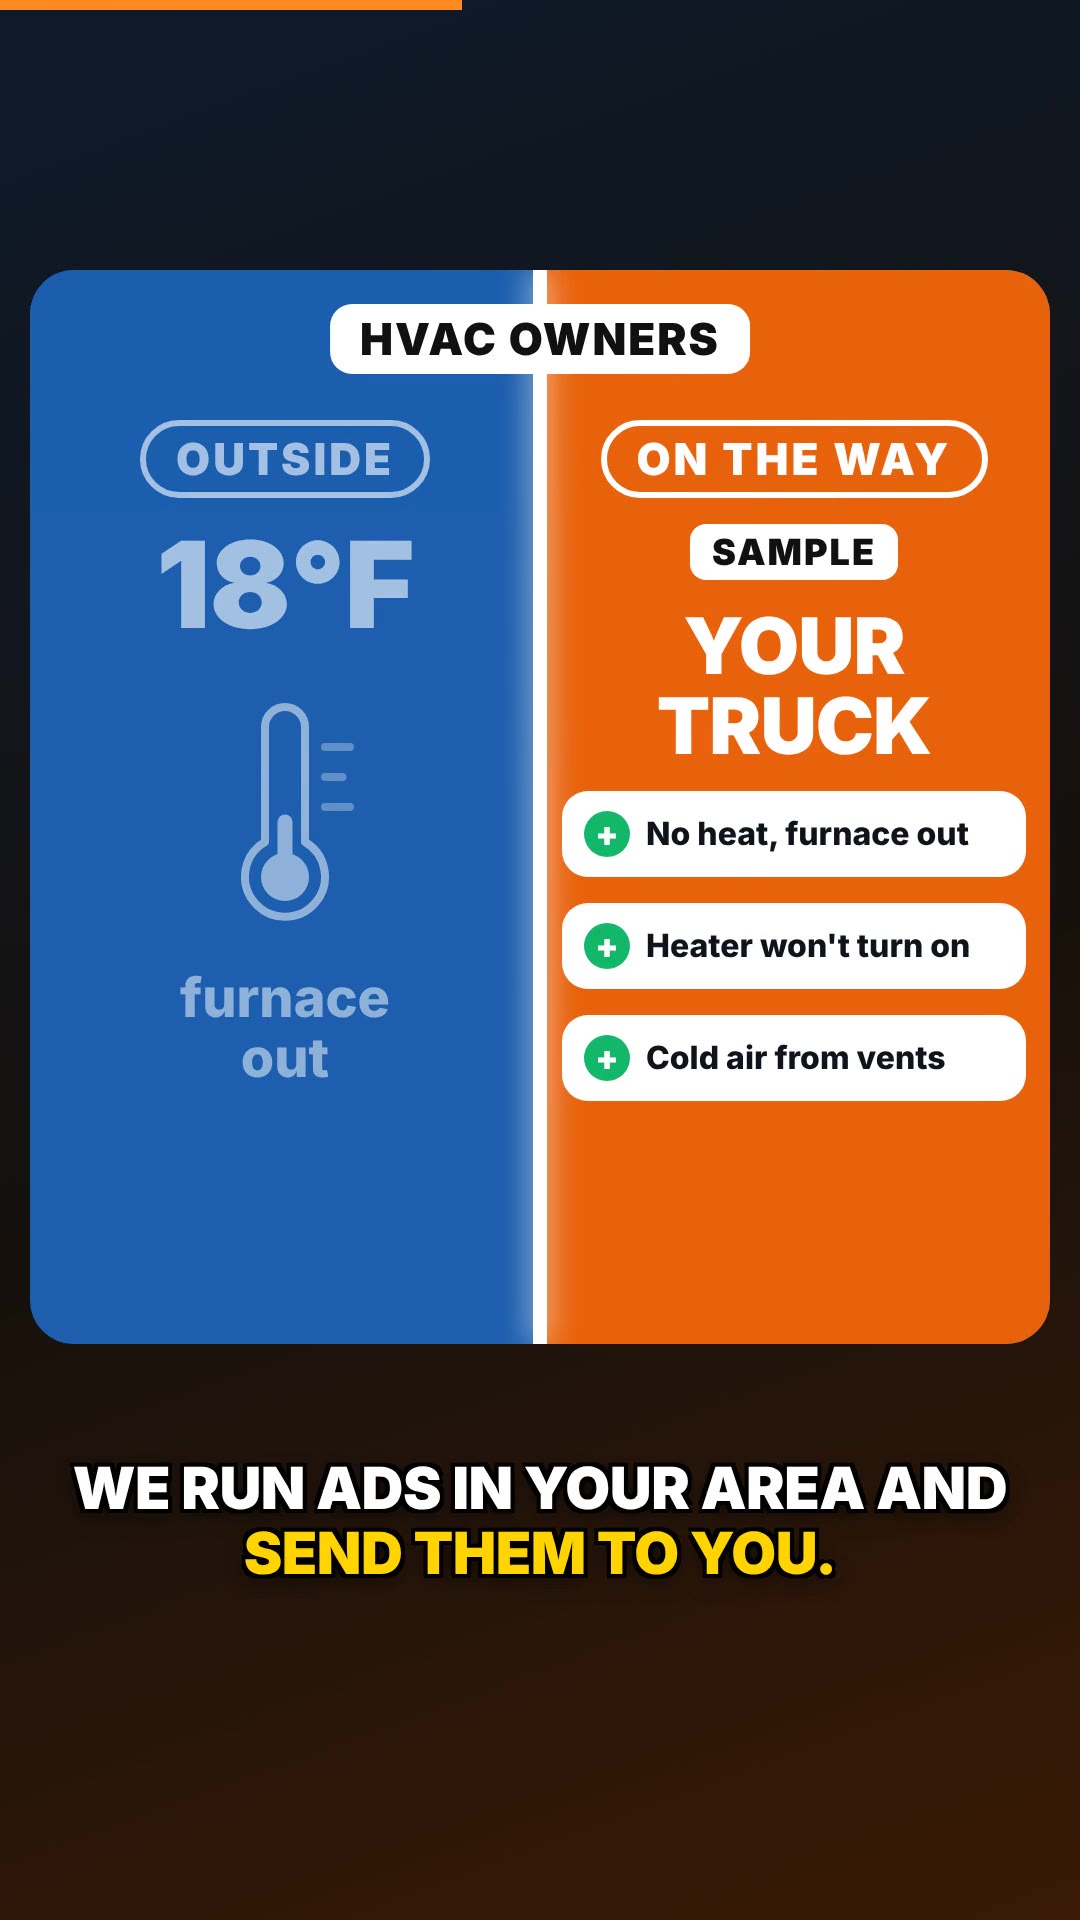 HVAC OWNERS
OUTSIDE
18°F
furnace
out
ON THE WAY
SAMPLE
YOUR
TRUCK
No heat, furnace out
Heater won't turn on
Cold air from vents
WE RUN ADS IN YOUR AREA AND
SEND THEM TO YOU.